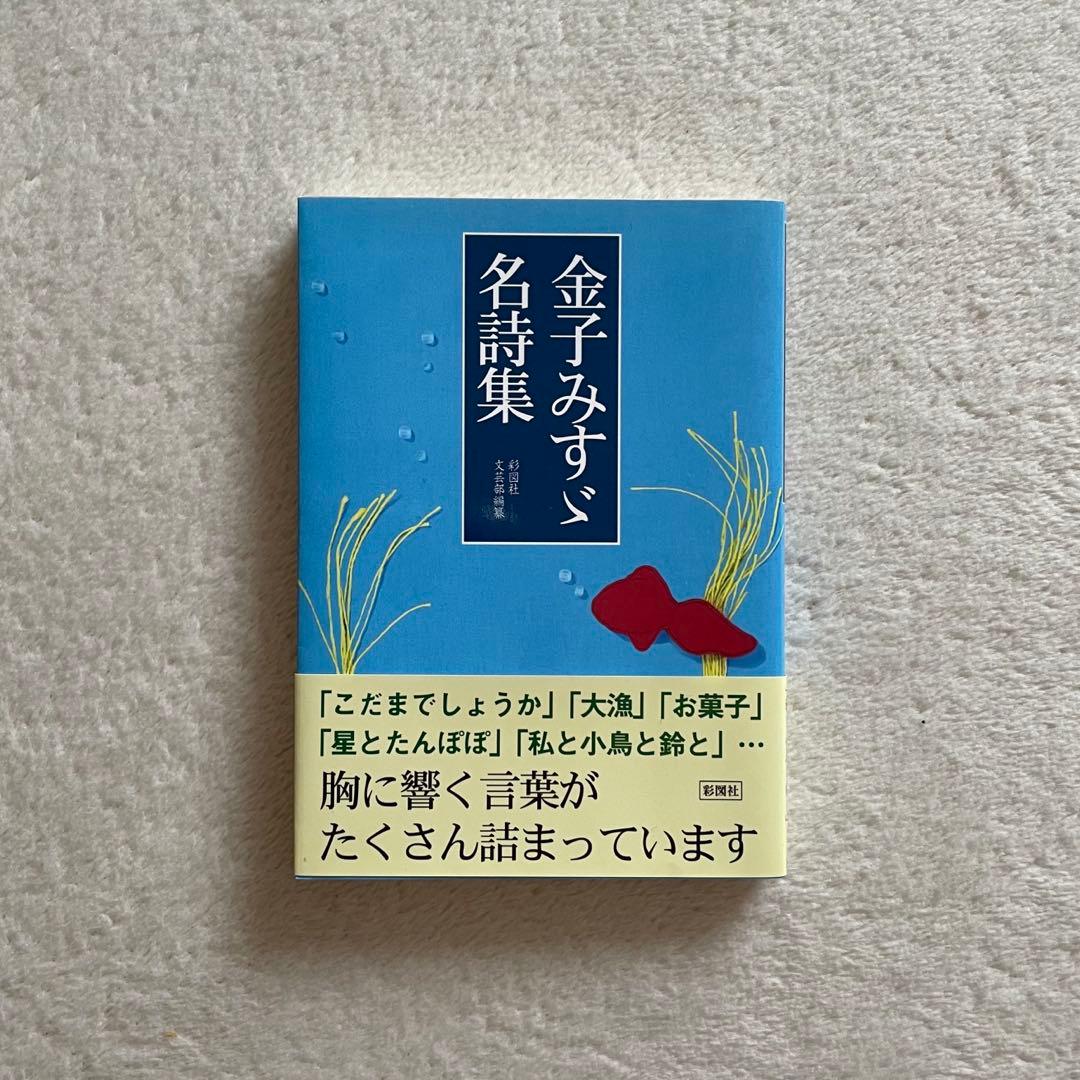 金子みすゞ
名詩集
彩図社
文芸部編纂
「こだまでしょうか」「大漁」「お菓子」
「星とたんぽぽ」「私と小鳥と鈴と」…
胸に響く言葉が
たくさん詰まっています
彩図社